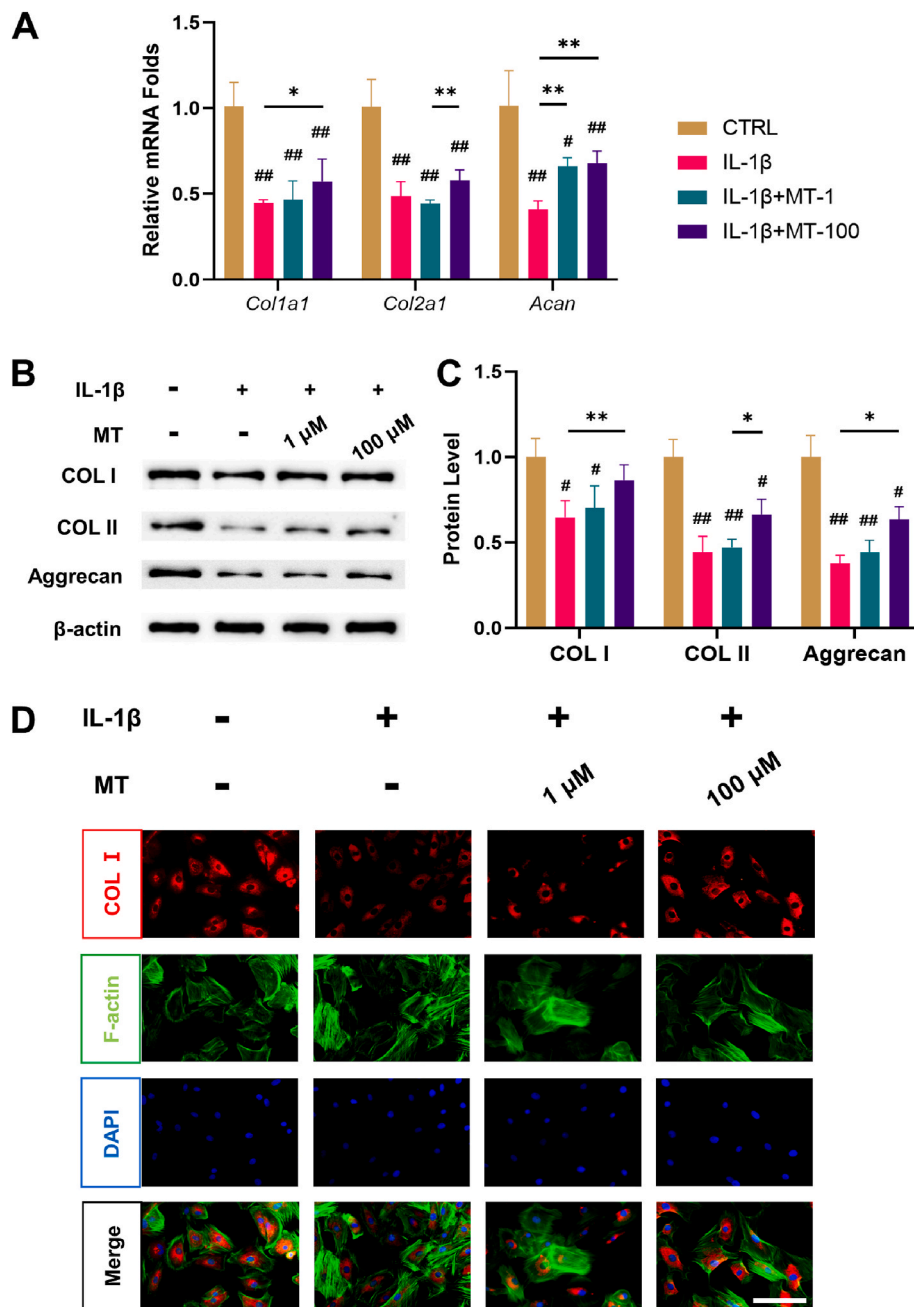 A
Relative mRNA Folds
1.5
1.0
0.5
0.0
* ** ** **
## ## ## ## ## ## ## # ##
Col1a1 Col2a1 Acan
CTRL
IL-1β
IL-1β+MT-1
IL-1β+MT-100
B
IL-1β - + + +
MT - - 1 μM 100 μM
COL I
COL II
Aggrecan
β-actin
C
Protein Level
1.5
1.0
0.5
0.0
** * *
# # ## ## # ## ## #
COL I COL II Aggrecan
D
IL-1β - + + +
MT - - 1 μM 100 μM
COL I
F-actin
DAPI
Merge